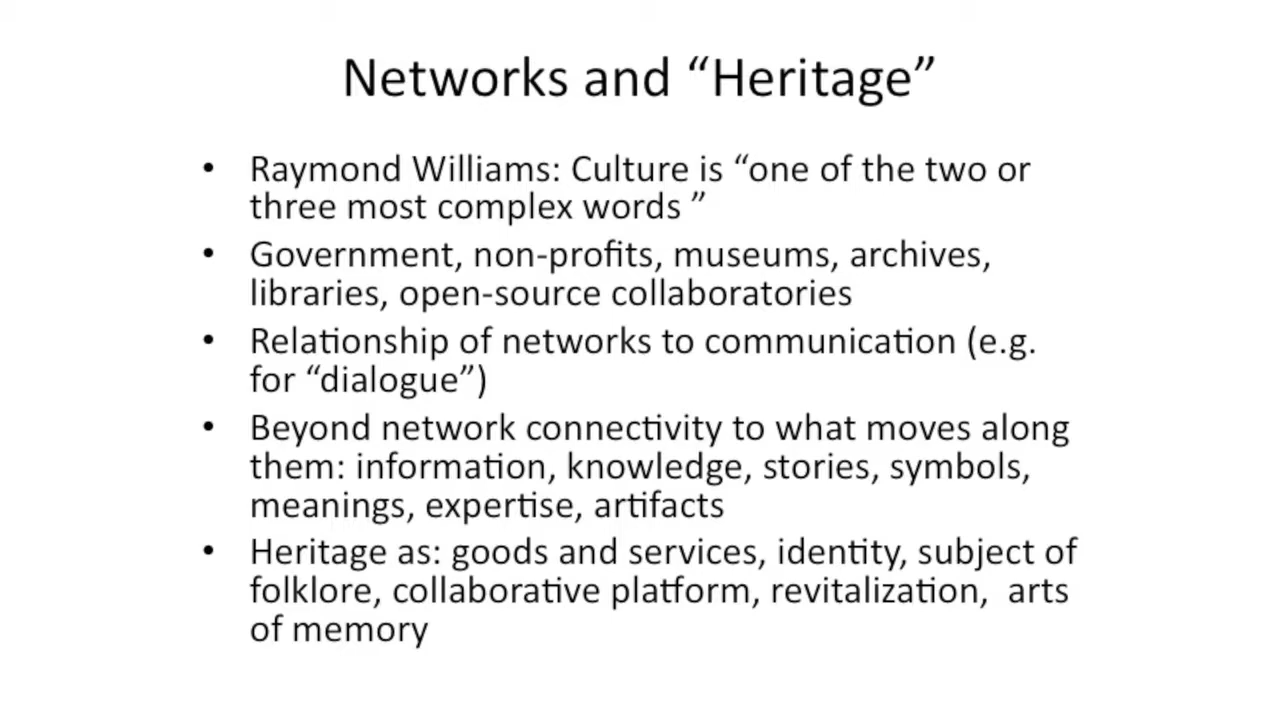 Networks and “Heritage”
• Raymond Williams: Culture is “one of the two or
three most complex words ”
• Government, non-profits, museums, archives,
libraries, open-source collaboratories
• Relationship of networks to communication (e.g.
for “dialogue”)
• Beyond network connectivity to what moves along
them: information, knowledge, stories, symbols,
meanings, expertise, artifacts
• Heritage as: goods and services, identity, subject of
folklore, collaborative platform, revitalization,  arts
of memory